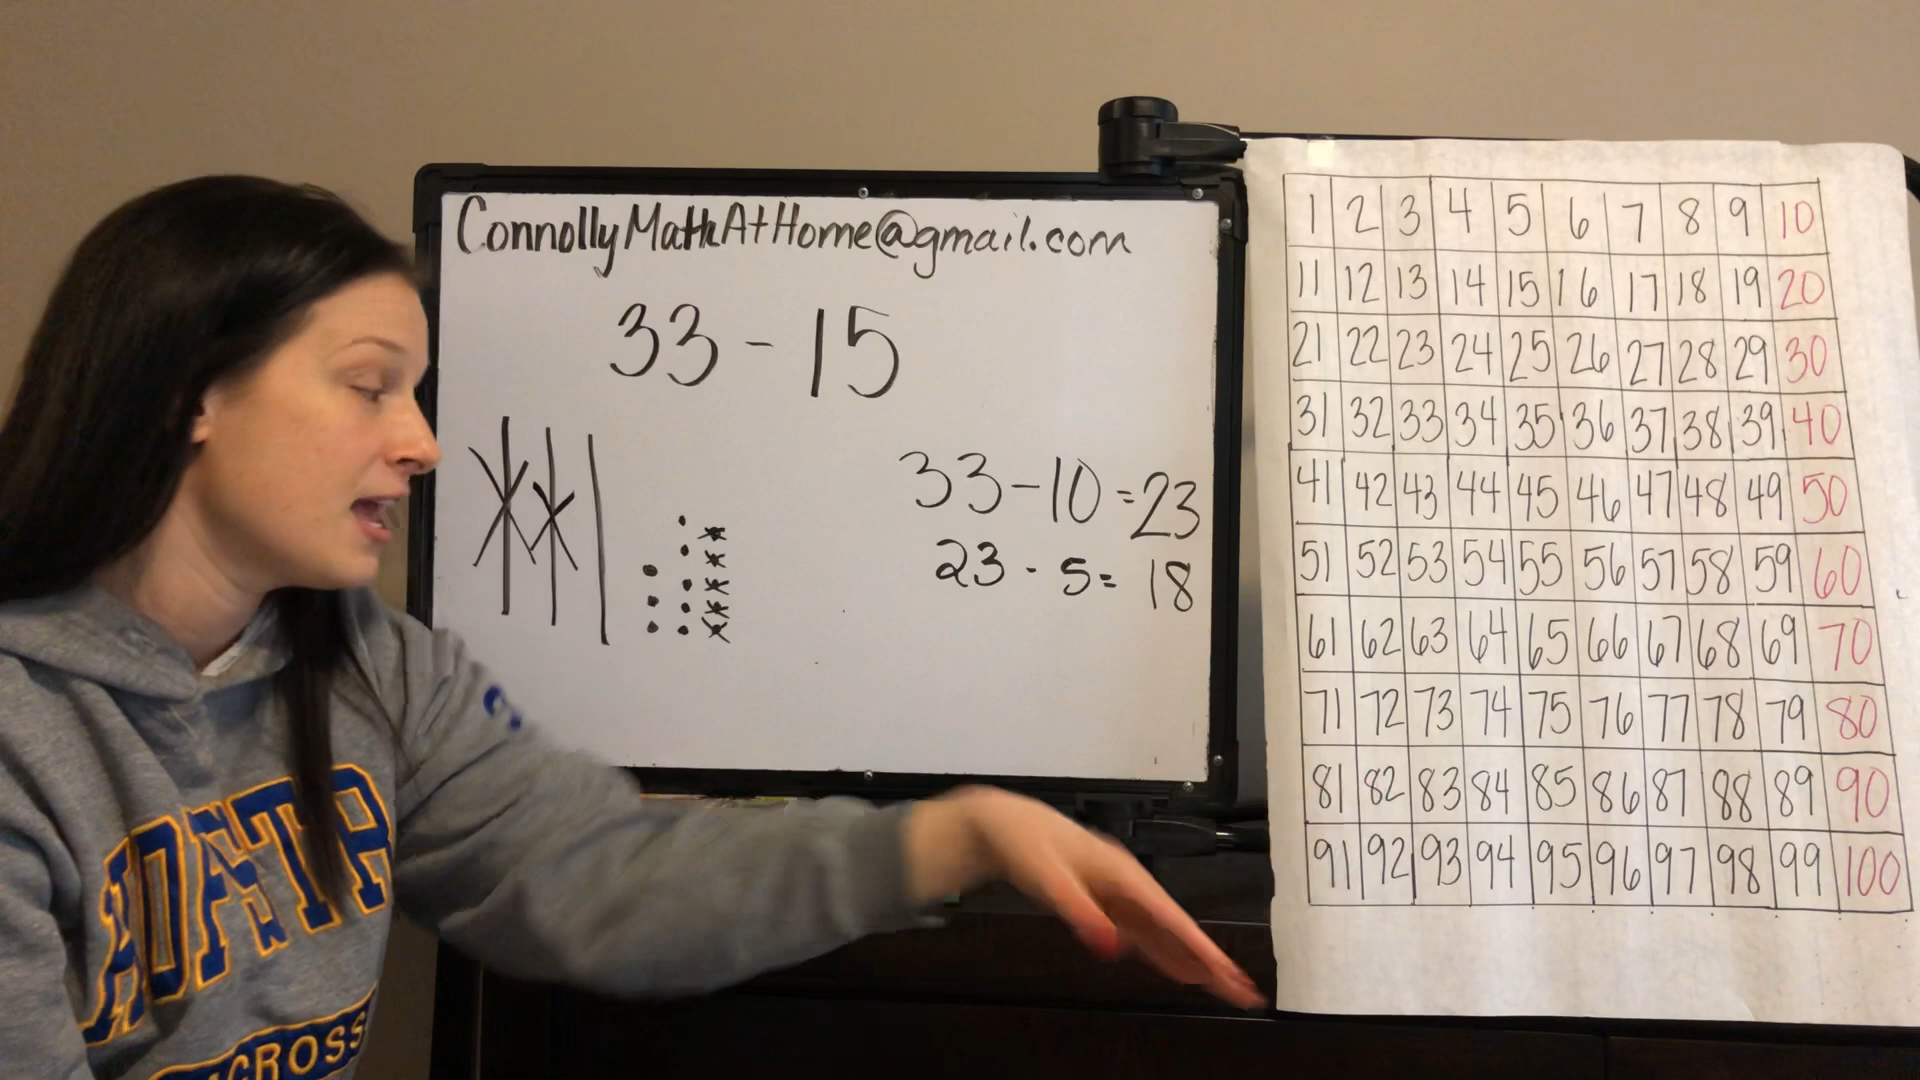 ConnollyMathAtHome@gmail.com
33 - 15
33 - 10 = 23
23 - 5 = 18
1 2 3 4 5 6 7 8 9 10
11 12 13 14 15 16 17 18 19 20
21 22 23 24 25 26 27 28 29 30
31 32 33 34 35 36 37 38 39 40
41 42 43 44 45 46 47 48 49 50
51 52 53 54 55 56 57 58 59 60
61 62 63 64 65 66 67 68 69 70
71 72 73 74 75 76 77 78 79 80
81 82 83 84 85 86 87 88 89 90
91 92 93 94 95 96 97 98 99 100